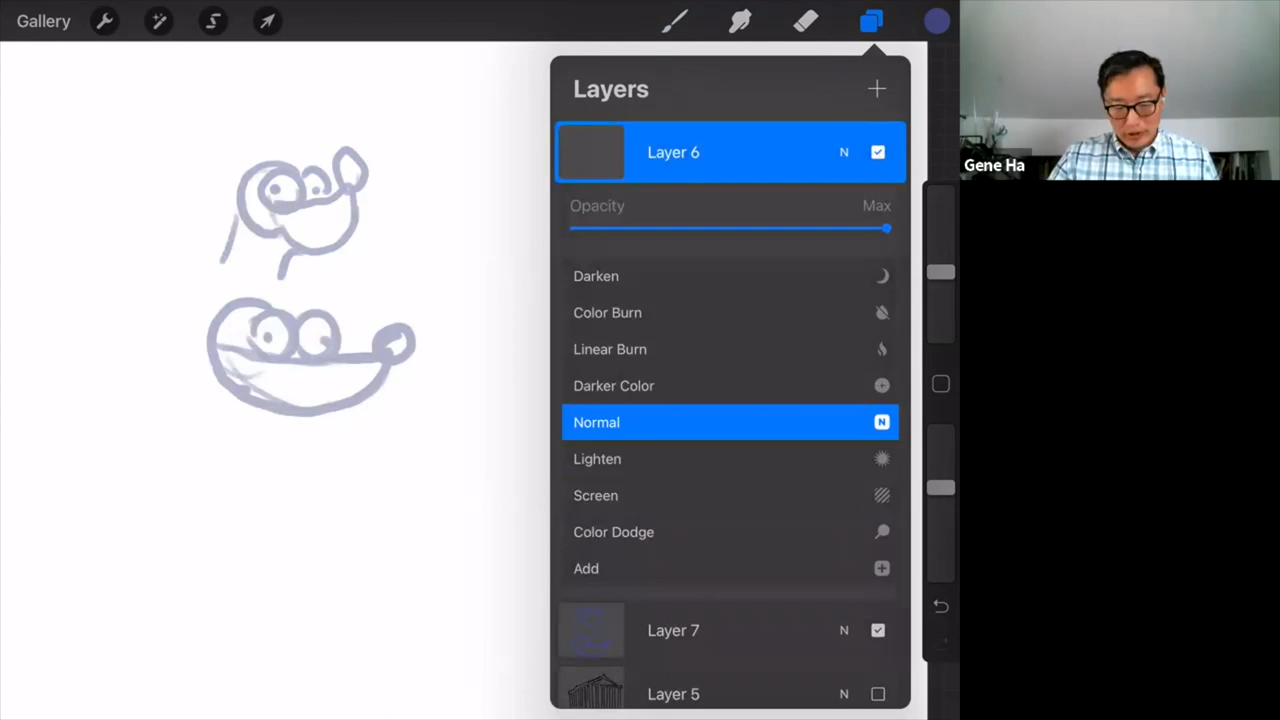 Gallery
Layers
Layer 6 N
Opacity Max
Darken
Color Burn
Linear Burn
Darker Color
Normal N
Lighten
Screen
Color Dodge
Add
Layer 7 N
Layer 5 N
Gene Ha